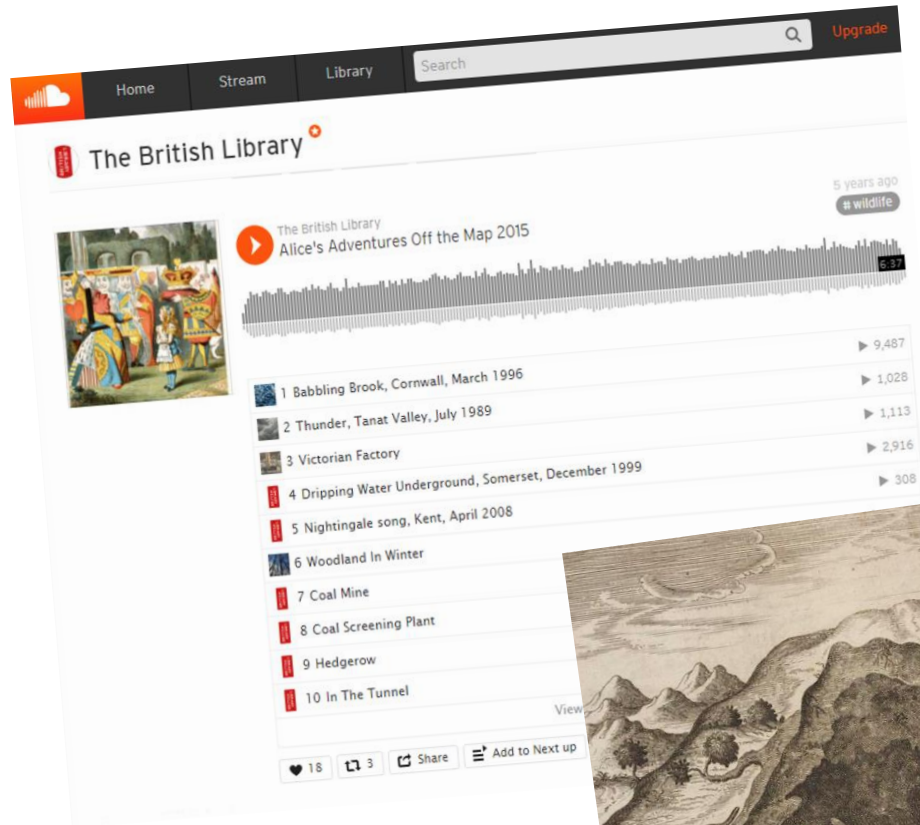 Home Stream Library Search Upgrade
The British Library
5 years ago
The British Library
# wildlife
Alice's Adventures Off the Map 2015
6:37
1 Babbling Brook, Cornwall, March 1996 9,487
2 Thunder, Tanat Valley, July 1989 1,028
3 Victorian Factory 1,113
4 Dripping Water Underground, Somerset, December 1999 2,916
5 Nightingale song, Kent, April 2008 308
6 Woodland In Winter
7 Coal Mine
8 Coal Screening Plant
9 Hedgerow
10 In The Tunnel
View
18 3 Share Add to Next up